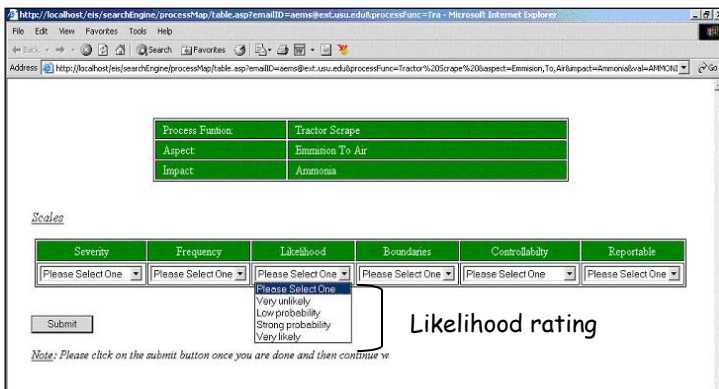 http://localhost/eis/searchEngine/processMap/table.asp?emailID=aems@ext.usu.edu&processFunc=Tra - Microsoft Internet Explorer
File Edit View Favorites Tools Help
Back Search Favorites
Address http://localhost/eis/searchEngine/processMap/table.asp?emailID=aems@ext.usu.edu&processFunc=Tractor%20Scrape%20&aspect=Emmision,To,Air&impact=Ammonia&val=AMMONI Go
Process Funtion: Tractor Scrape
Aspect: Emmision To Air
Impact: Ammonia
Scales
Severity Frequency Likelihood Boundaries Controllabilty Reportable
Please Select One Please Select One Please Select One Please Select One Please Select One Please Select One
Please Select One
Very unlikely
Low probability
Strong probability
Very likely
Likelihood rating
Submit
Note: Please click on the submit button once you are done and then continue w